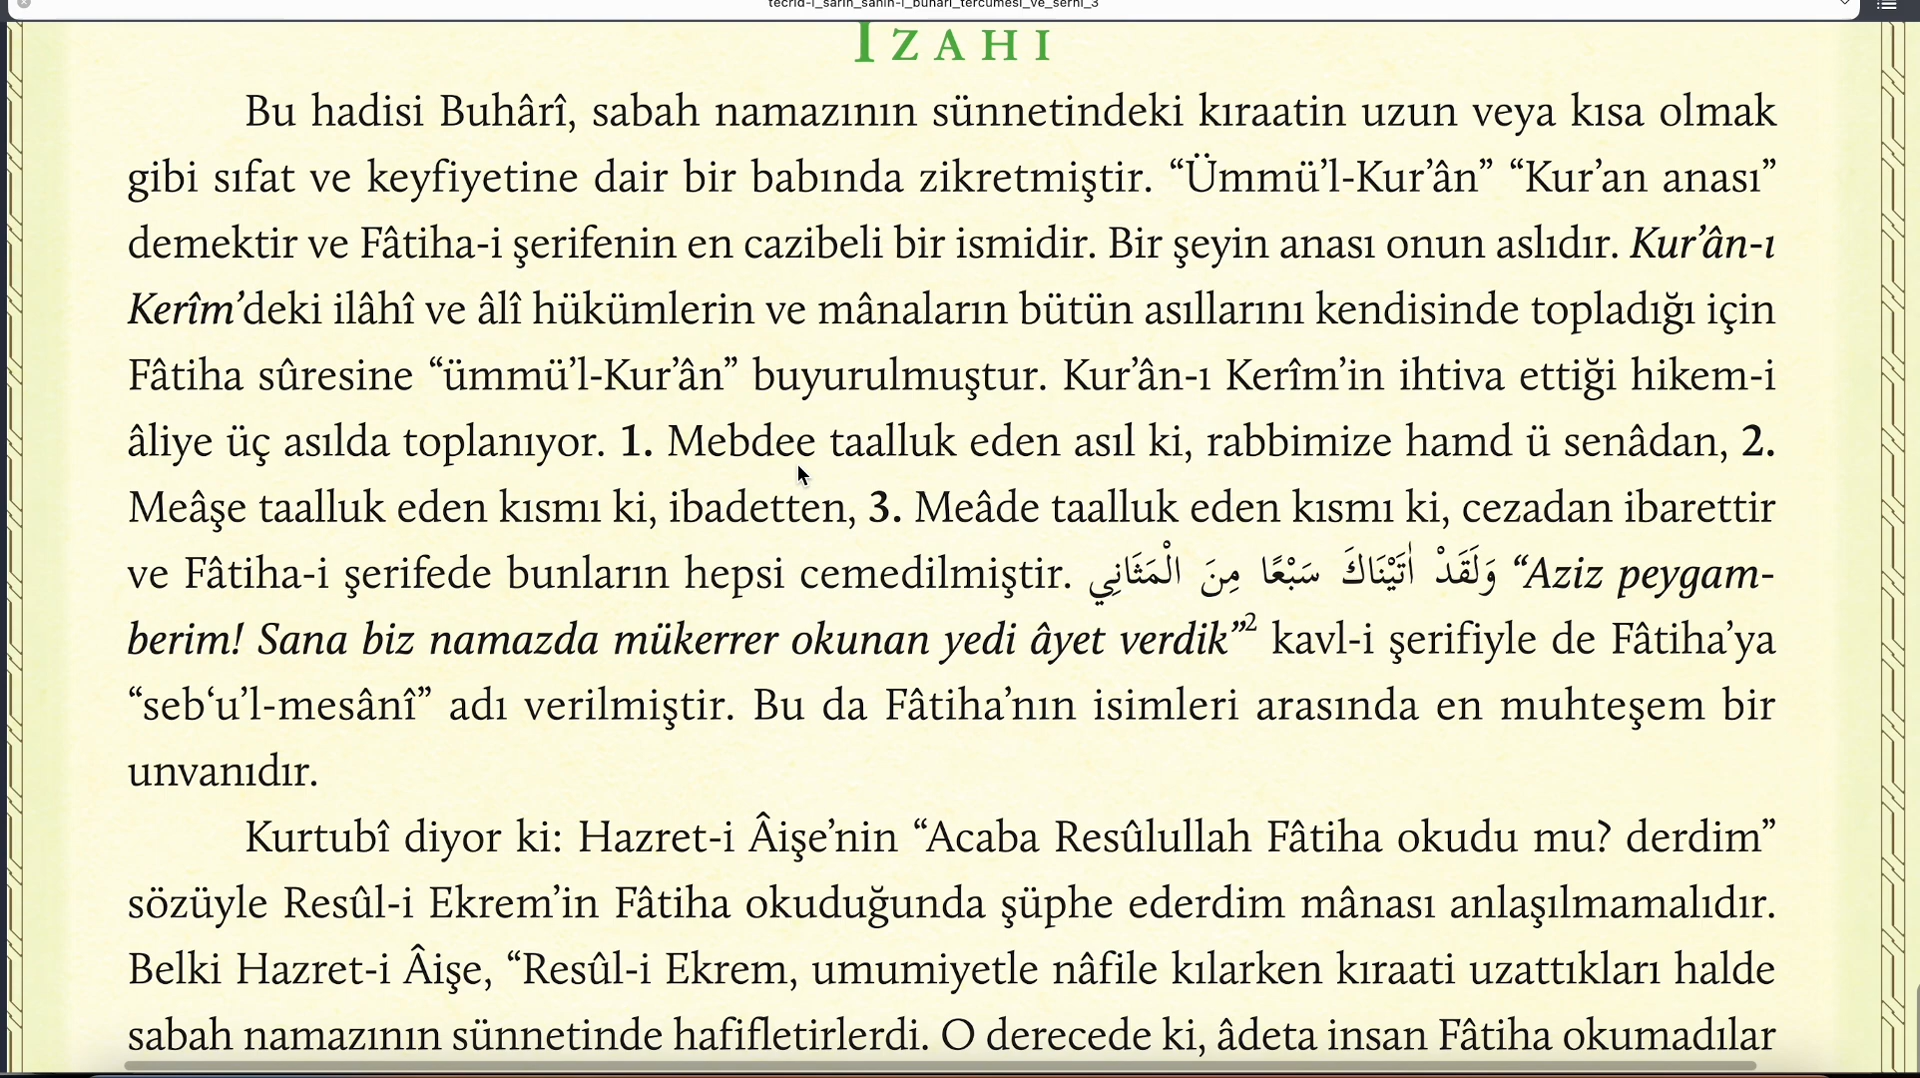 tecrid-i_sarih_sahih-i_buhari_tercumesi_ve_serhi_3
İZAHI
Bu hadisi Buhârî, sabah namazının sünnetindeki kıraatin uzun veya kısa olmak
gibi sıfat ve keyfiyetine dair bir babında zikretmiştir. “Ümmü’l-Kur’ân” “Kur’an anası”
demektir ve Fâtiha-i şerifenin en cazibeli bir ismidir. Bir şeyin anası onun aslıdır. Kur’ân-ı
Kerîm’deki ilâhî ve âlî hükümlerin ve mânaların bütün asıllarını kendisinde topladığı için
Fâtiha sûresine “ümmü’l-Kur’ân” buyurulmuştur. Kur’ân-ı Kerîm’in ihtiva ettiği hikem-i
âliye üç asılda toplanıyor. 1. Mebdee taalluk eden asıl ki, rabbimize hamd ü senâdan, 2.
Meâşe taalluk eden kısmı ki, ibadetten, 3. Meâde taalluk eden kısmı ki, cezadan ibarettir
ve Fâtiha-i şerifede bunların hepsi cemedilmiştir. وَلَقَدْ اٰتَيْنَاكَ سَبْعًا مِنَ الْمَثَانِي “Aziz peygam-
berim! Sana biz namazda mükerrer okunan yedi âyet verdik”2 kavl-i şerifiyle de Fâtiha’ya
“seb‘u’l-mesânî” adı verilmiştir. Bu da Fâtiha’nın isimleri arasında en muhteşem bir
unvanıdır.
Kurtubî diyor ki: Hazret-i Âişe’nin “Acaba Resûlullah Fâtiha okudu mu? derdim”
sözüyle Resûl-i Ekrem’in Fâtiha okuduğunda şüphe ederdim mânası anlaşılmamalıdır.
Belki Hazret-i Âişe, “Resûl-i Ekrem, umumiyetle nâfile kılarken kıraati uzattıkları halde
sabah namazının sünnetinde hafifletirlerdi. O derecede ki, âdeta insan Fâtiha okumadılar